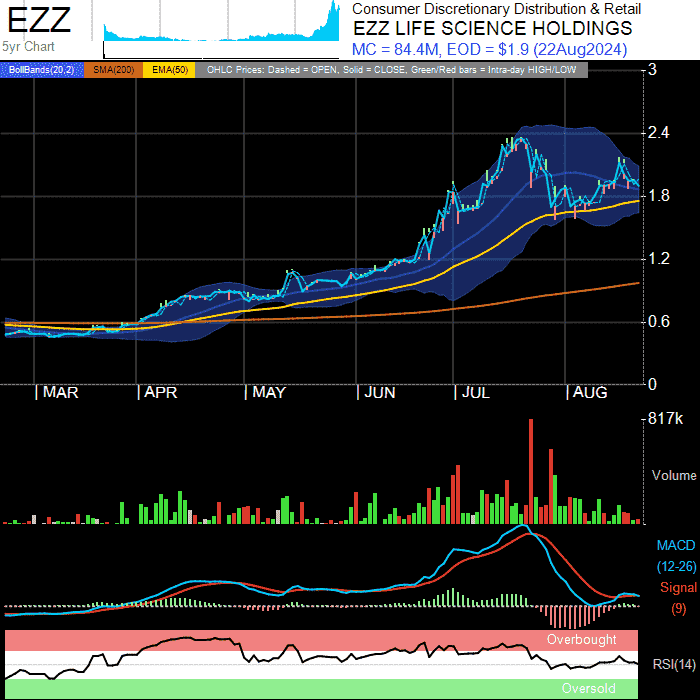 EZZ
5yr Chart
Consumer Discretionary Distribution & Retail
EZZ LIFE SCIENCE HOLDINGS
MC = 84.4M, EOD = $1.9 (22Aug2024)
BollBands(20,2) SMA(200) EMA(50) OHLC Prices: Dashed = OPEN, Solid = CLOSE, Green/Red bars = Intra-day HIGH/LOW
3
2.4
1.8
1.2
0.6
0
| MAR | APR | MAY | JUN | JUL | AUG
817k
Volume
MACD
(12-26)
Signal
(9)
Overbought
RSI(14)
Oversold